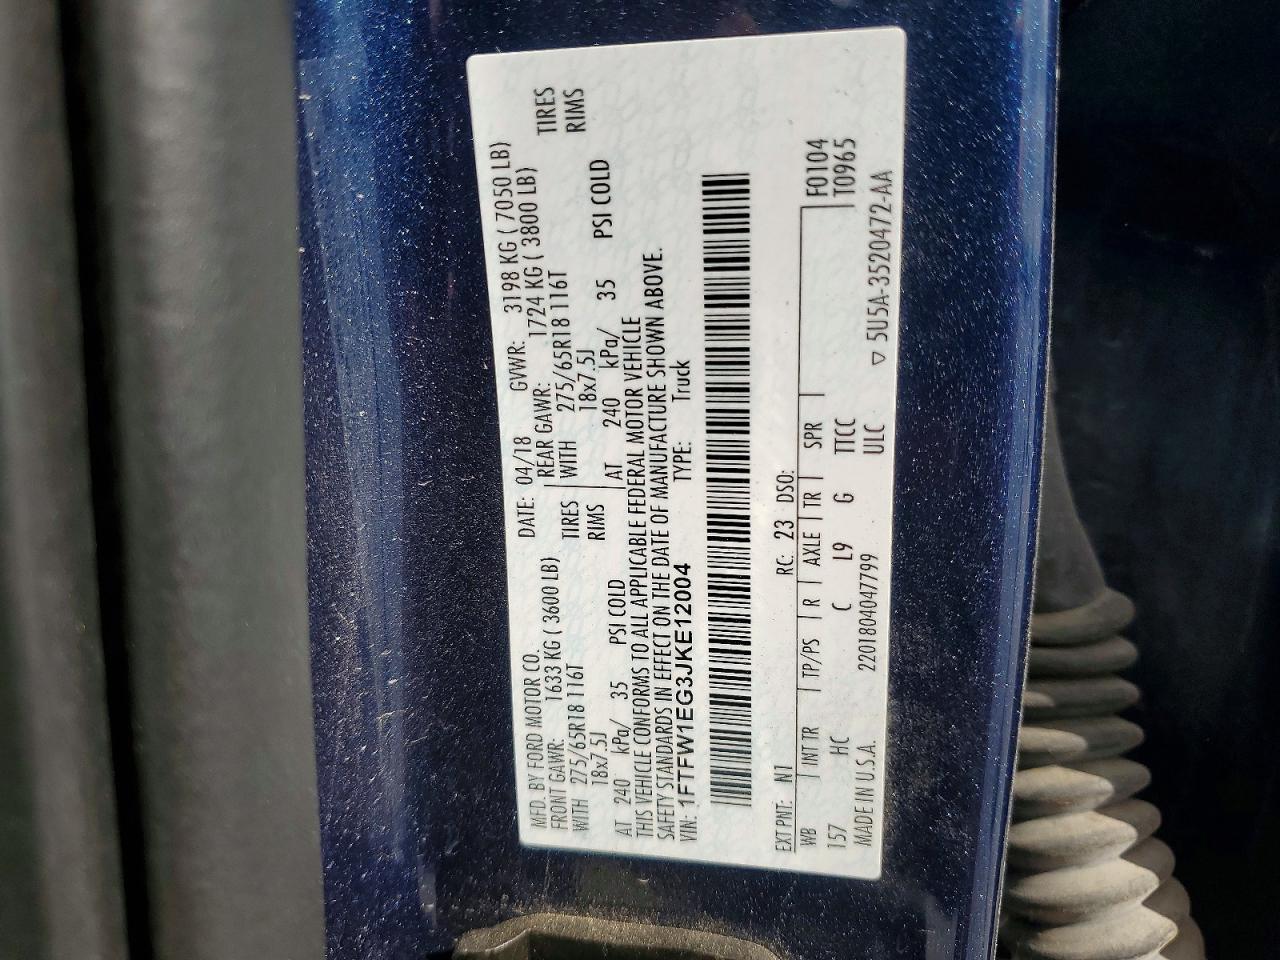 MFD. BY FORD MOTOR CO. DATE: 04/18 GVWR: 3198 KG ( 7050 LB)
FRONT GAWR: 1633 KG ( 3600 LB) REAR GAWR: 1724 KG ( 3800 LB)
WITH 275/65R18 116T TIRES WITH 275/65R18 116T TIRES
18x7.5J RIMS 18x7.5J RIMS
AT 240 kPa/ 35 PSI COLD AT 240 kPa/ 35 PSI COLD
THIS VEHICLE CONFORMS TO ALL APPLICABLE FEDERAL MOTOR VEHICLE
SAFETY STANDARDS IN EFFECT ON THE DATE OF MANUFACTURE SHOWN ABOVE.
VIN: 1FTFW1EG3JKE12004 TYPE: Truck
EXT PNT: N1 RC: 23 DSO: F0104
WB INT TR TP/PS R AXLE TR SPR T0965
157 HC C L9 G TTCC
MADE IN U.S.A. 2201804047799 ULC ▽ 5U5A-3520472-AA